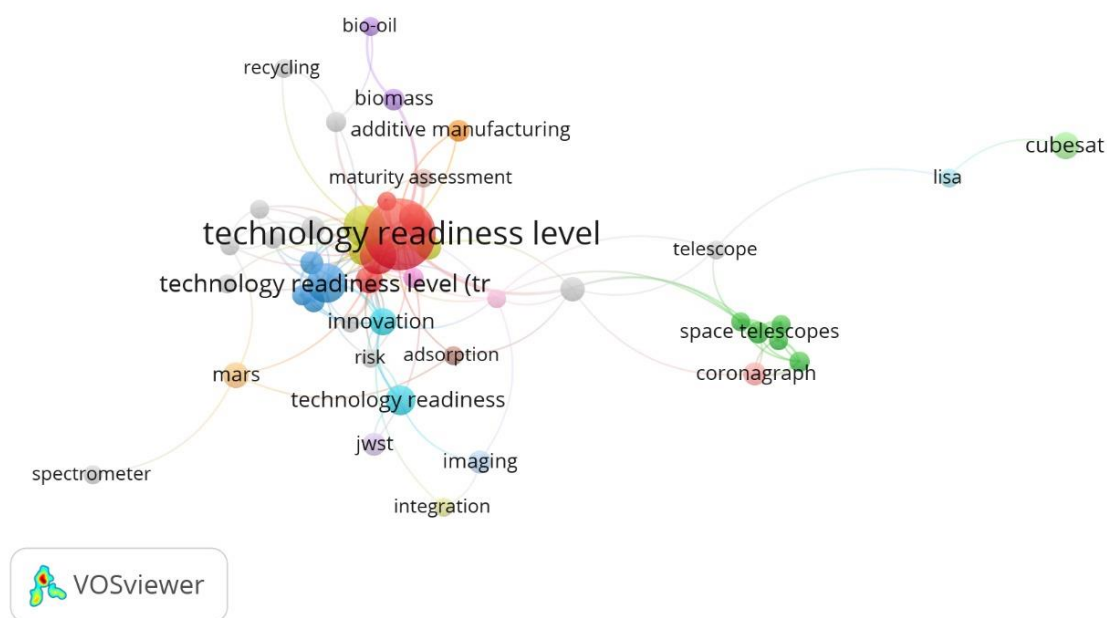 bio-oil
recycling
biomass
additive manufacturing
cubesat
maturity assessment
lisa
technology readiness level
telescope
technology readiness level (tr
innovation
space telescopes
risk
adsorption
mars
coronagraph
technology readiness
jwst
imaging
spectrometer
integration
VOSviewer